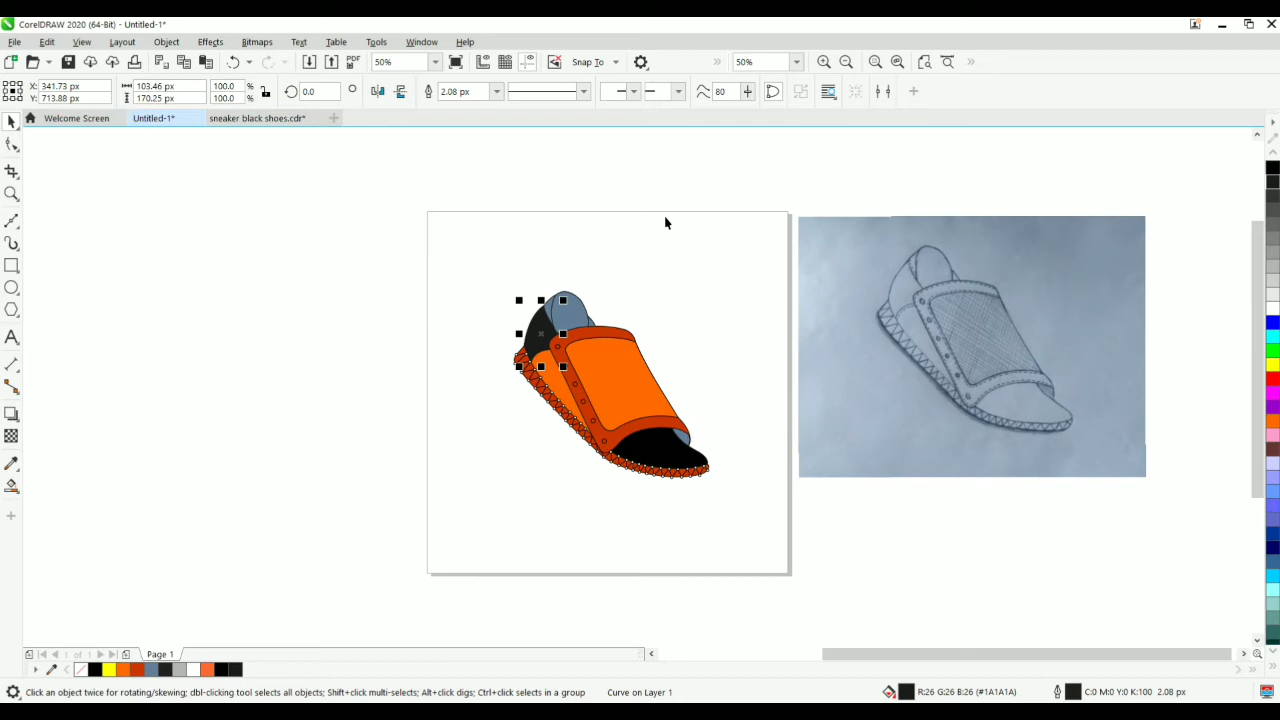 CorelDRAW 2020 (64-Bit) - Untitled-1*
File Edit View Layout Object Effects Bitmaps Text Table Tools Window Help
PDF 50% Snap To 50%
X: 341.73 px 103.46 px 100.0 % 0.0 2.08 px 80
Y: 713.88 px 170.25 px 100.0 %
Welcome Screen Untitled-1* sneaker black shoes.cdr*
1 of 1 Page 1
Click an object twice for rotating/skewing; dbl-clicking tool selects all objects; Shift+click multi-selects; Alt+click digs; Ctrl+click selects in a group Curve on Layer 1 R:26 G:26 B:26 (#1A1A1A) C:0 M:0 Y:0 K:100 2.08 px